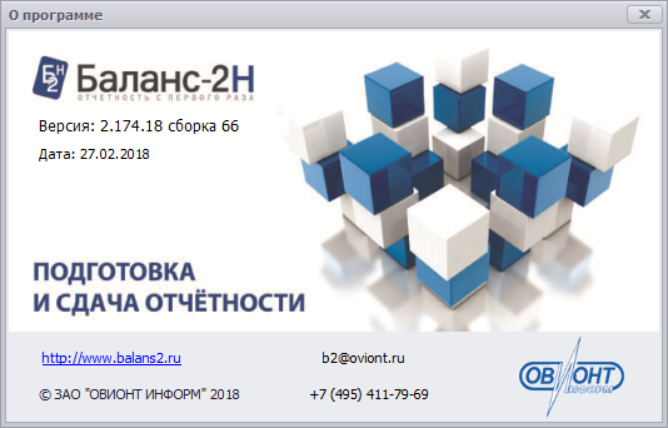 О программе
Б2Н Баланс-2Н
ОТЧЕТНОСТЬ С ПЕРВОГО РАЗА
Версия: 2.174.18 сборка 66
Дата: 27.02.2018
ПОДГОТОВКА
И СДАЧА ОТЧЁТНОСТИ
http://www.balans2.ru
b2@oviont.ru
© ЗАО "ОВИОНТ ИНФОРМ" 2018
+7 (495) 411-79-69
ОВИОНТ
ИНФОРМ